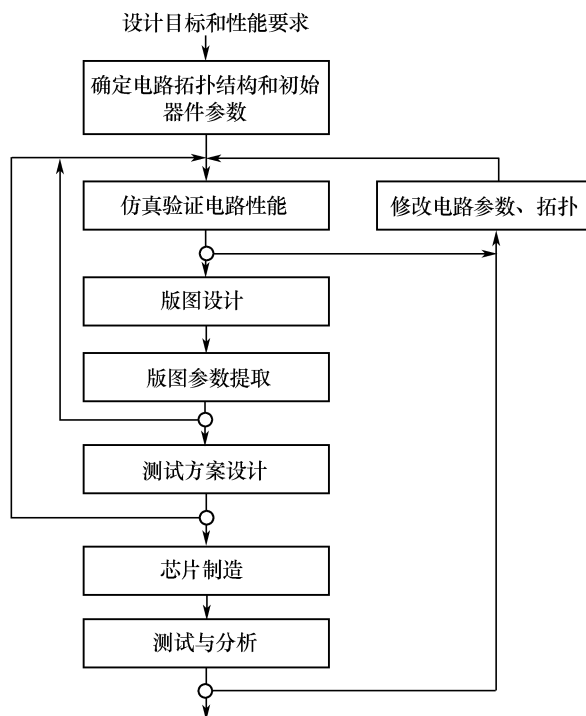 设计目标和性能要求
确定电路拓扑结构和初始
器件参数
仿真验证电路性能
修改电路参数、拓扑
版图设计
版图参数提取
测试方案设计
芯片制造
测试与分析